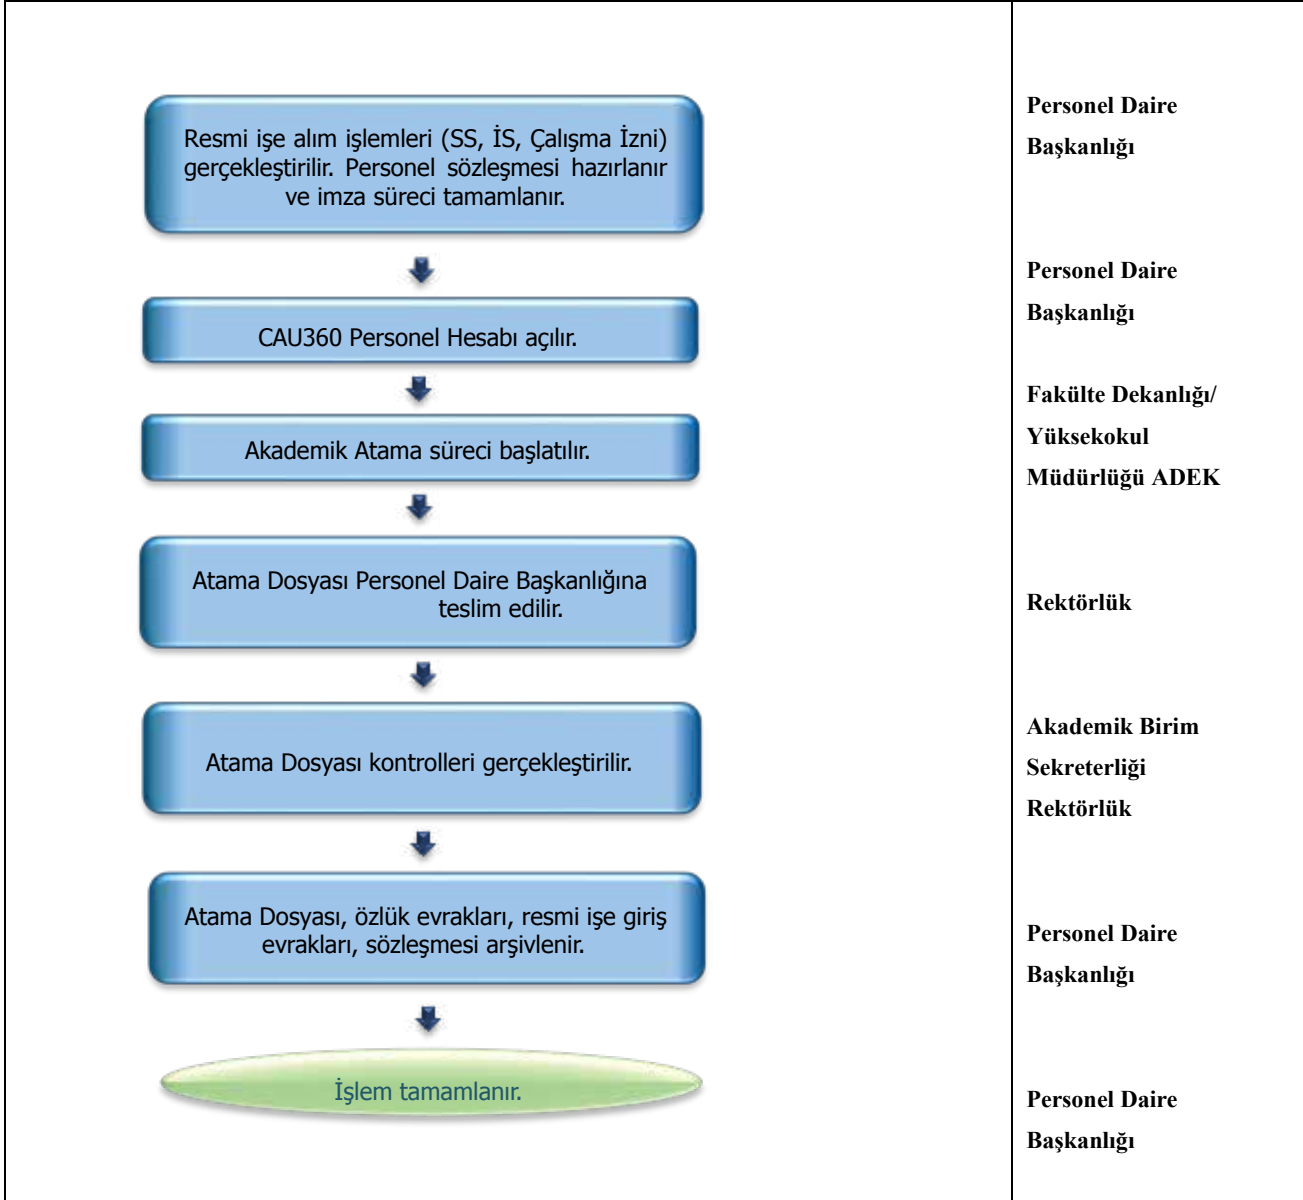 Resmi işe alım işlemleri (SS, İS, Çalışma İzni)
gerçekleştirilir. Personel sözleşmesi hazırlanır
ve imza süreci tamamlanır.
CAU360 Personel Hesabı açılır.
Akademik Atama süreci başlatılır.
Atama Dosyası Personel Daire Başkanlığına
teslim edilir.
Atama Dosyası kontrolleri gerçekleştirilir.
Atama Dosyası, özlük evrakları, resmi işe giriş
evrakları, sözleşmesi arşivlenir.
İşlem tamamlanır.
Personel Daire
Başkanlığı
Personel Daire
Başkanlığı
Fakülte Dekanlığı/
Yüksekokul
Müdürlüğü ADEK
Rektörlük
Akademik Birim
Sekreterliği
Rektörlük
Personel Daire
Başkanlığı
Personel Daire
Başkanlığı